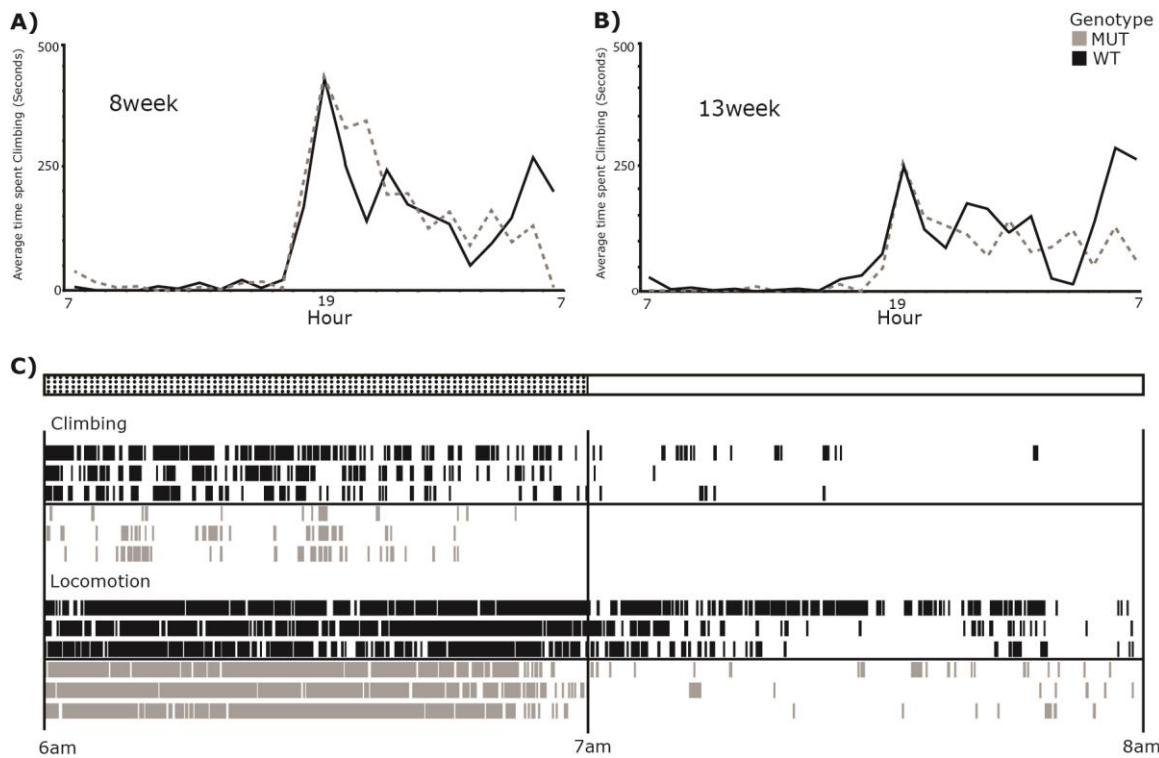 A)
Average time spent Climbing (Seconds)
500
250
0
8week
7
19
7
Hour
B)
Average time spent Climbing (Seconds)
500
250
0
13week
7
19
7
Hour
Genotype
MUT
WT
C)
Climbing
Locomotion
6am
7am
8am